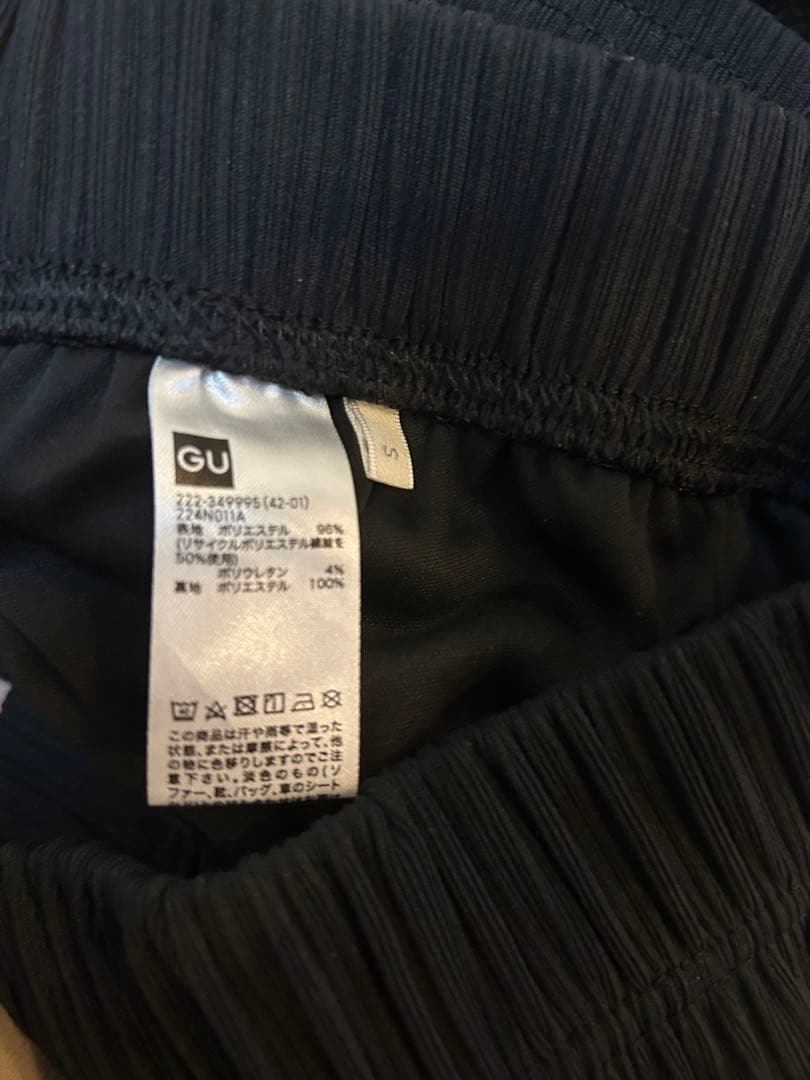 GU
S
222-349995(42-01)
224N011A
表地 ポリエステル 96%
(リサイクルポリエステル繊維を
50%使用)
ポリウレタン 4%
裏地 ポリエステル 100%
この商品は汗や雨等で湿った
状態、または摩擦によって、他
の物に色移りしますのでご注
意下さい。淡色のもの(ソ
ファー、靴、バッグ、車のシート